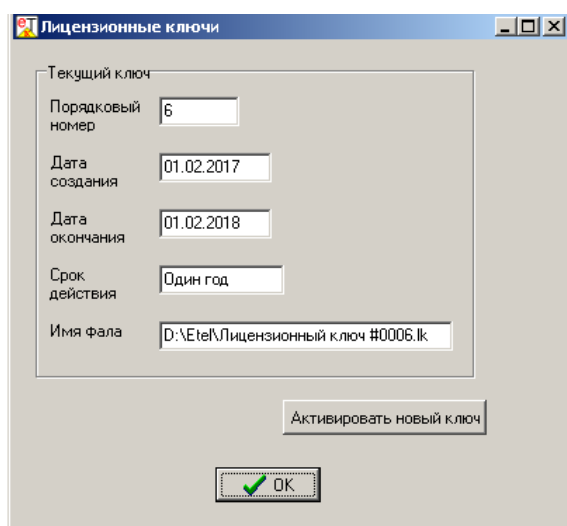 Лицензионные ключи
Текущий ключ
Порядковый
номер
6
Дата
создания
01.02.2017
Дата
окончания
01.02.2018
Срок
действия
Один год
Имя фала
D:\Etel\Лицензионный ключ #0006.lk
Активировать новый ключ
OK